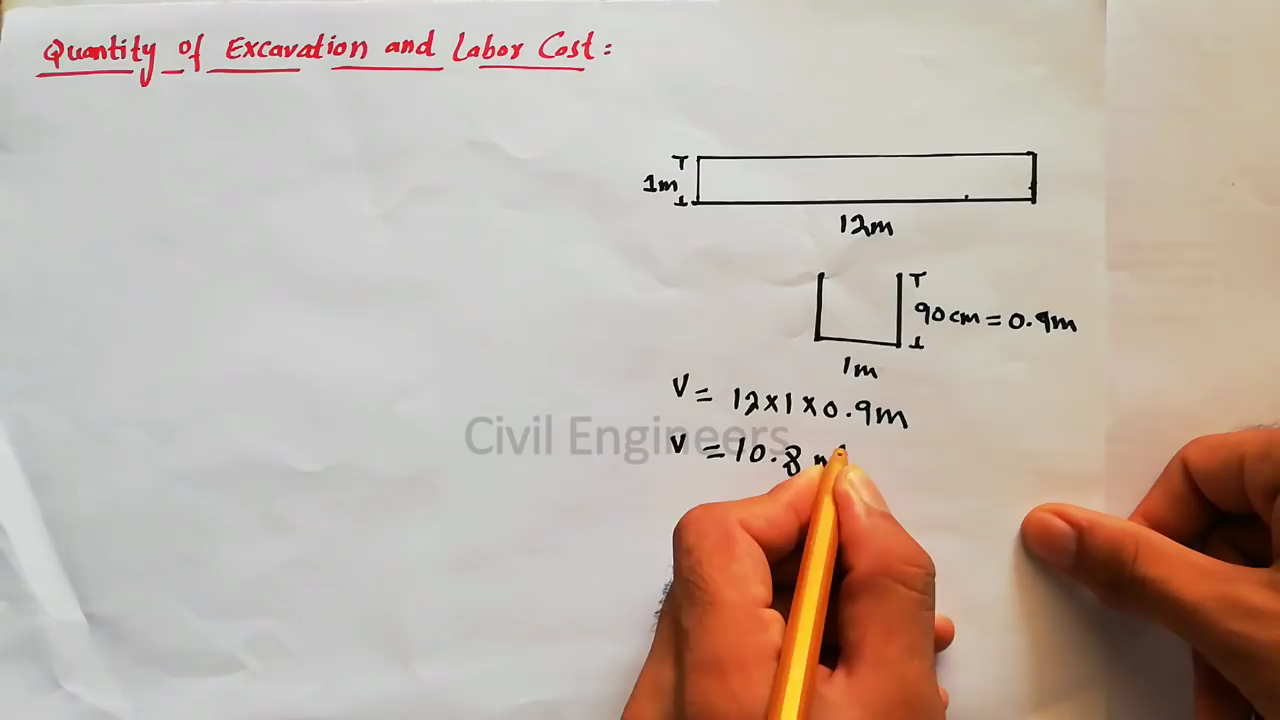 Quantity of Excavation and Labor Cost:
1m
12m
90cm = 0.9m
1m
V = 12x1x0.9m
Civil Engineers
V = 10.8 m